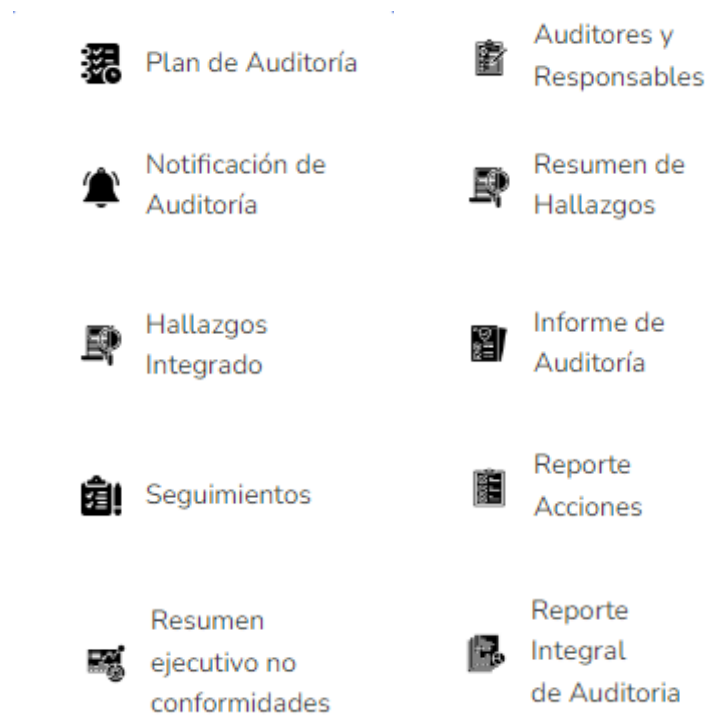 Plan de Auditoría
Auditores y
Responsables
Notificación de
Auditoría
Resumen de
Hallazgos
Hallazgos
Integrado
Informe de
Auditoría
Seguimientos
Reporte
Acciones
Resumen
ejecutivo no
conformidades
Reporte
Integral
de Auditoria